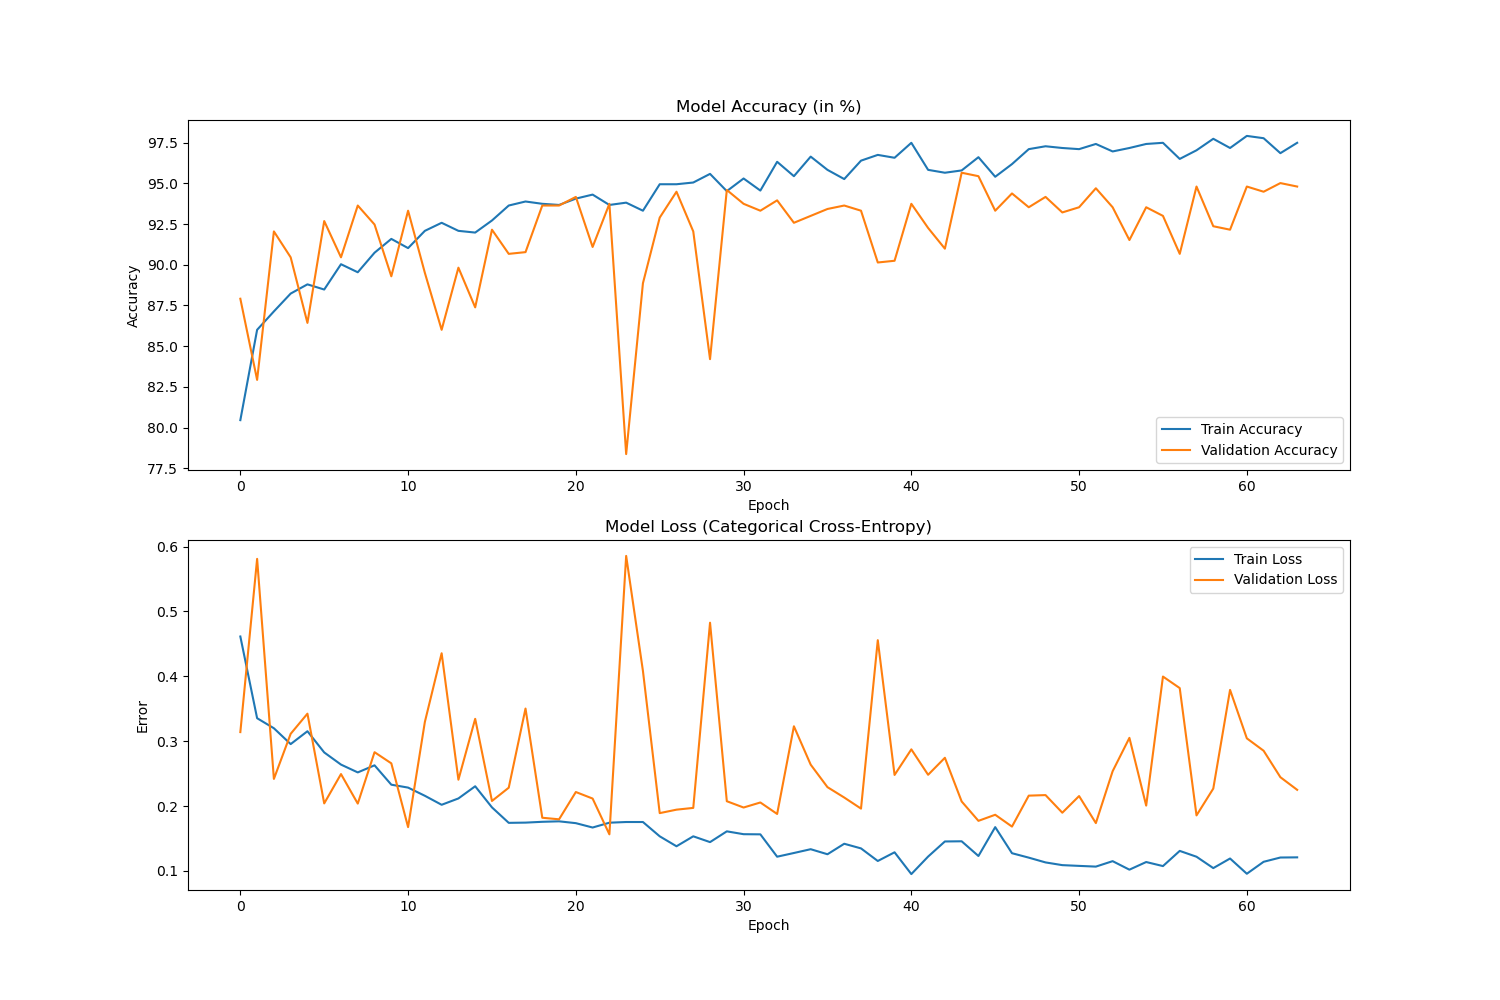 Model Accuracy (in %)
97.5
95.0
92.5
90.0
87.5
85.0
82.5
80.0
77.5
Accuracy
Train Accuracy
Validation Accuracy
0 10 20 30 40 50 60
Epoch
Model Loss (Categorical Cross-Entropy)
0.6
0.5
0.4
0.3
0.2
0.1
Error
Train Loss
Validation Loss
0 10 20 30 40 50 60
Epoch